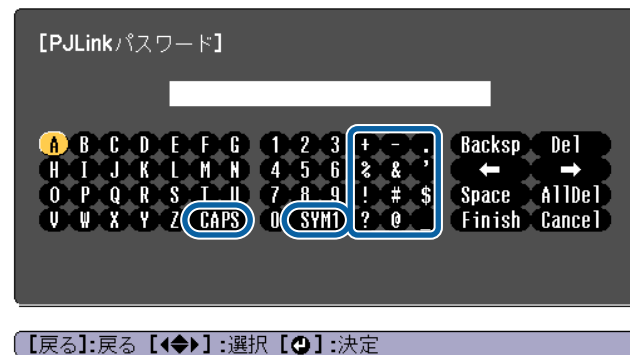 [PJLinkパスワード]
A B C D E F G 1 2 3 + - . Backsp Del
H I J K L M N 4 5 6 % & ' ← →
O P Q R S T U 7 8 9 ! # $ Space AllDel
V W X Y Z CAPS 0 SYM1 ? @ _ Finish Cancel
【戻る】:戻る 【◀◆▶】:選択 【↵】:決定